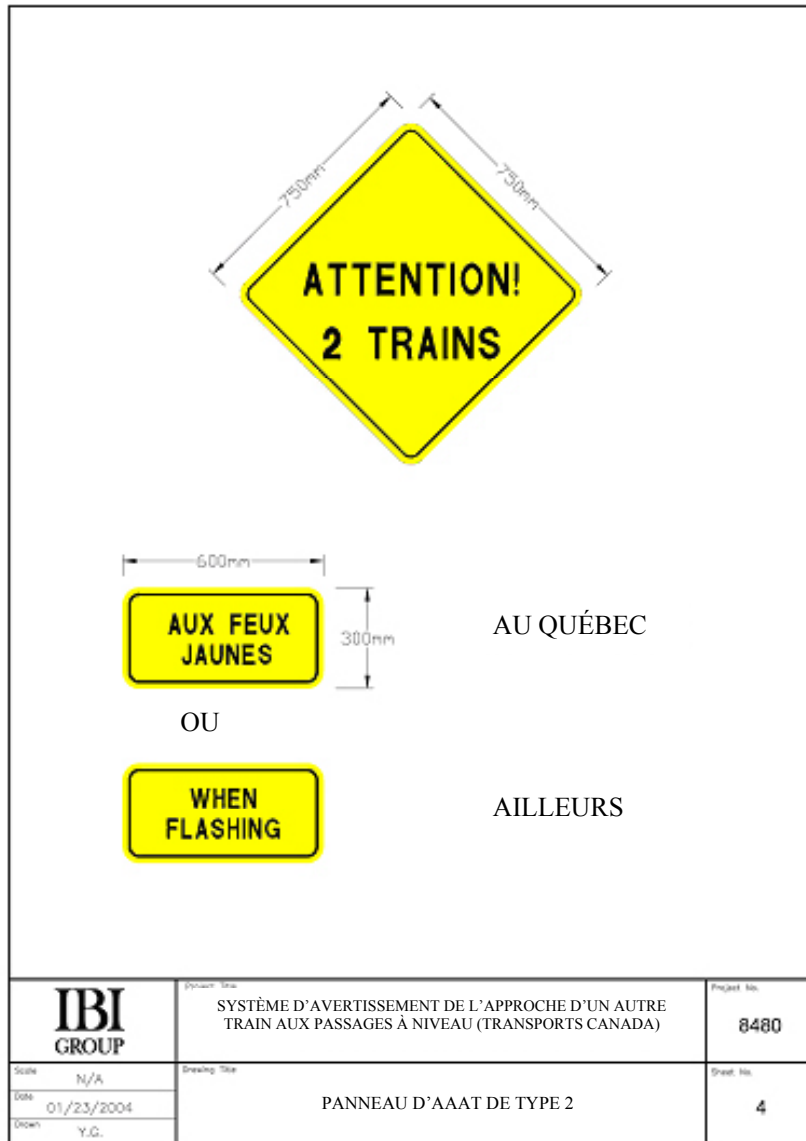 750mm
750mm
ATTENTION!
2 TRAINS
600mm
AUX FEUX
JAUNES
300mm
AU QUÉBEC
OU
WHEN
FLASHING
AILLEURS
IBI
GROUP
Project Title
SYSTÈME D'AVERTISSEMENT DE L'APPROCHE D'UN AUTRE
TRAIN AUX PASSAGES À NIVEAU (TRANSPORTS CANADA)
Project No.
8480
Scale
N/A
Date
01/23/2004
Drawn
Y.G.
Drawing Title
PANNEAU D'AAAT DE TYPE 2
Sheet No.
4